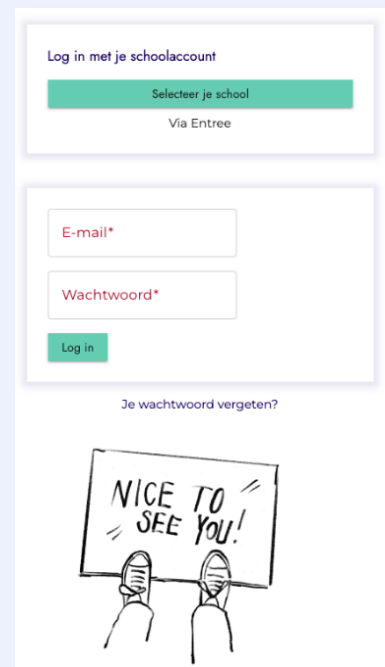 Log in met je schoolaccount
Selecteer je school
Via Entree
E-mail*
Wachtwoord*
Log in
Je wachtwoord vergeten?
NICE TO
SEE YOU!